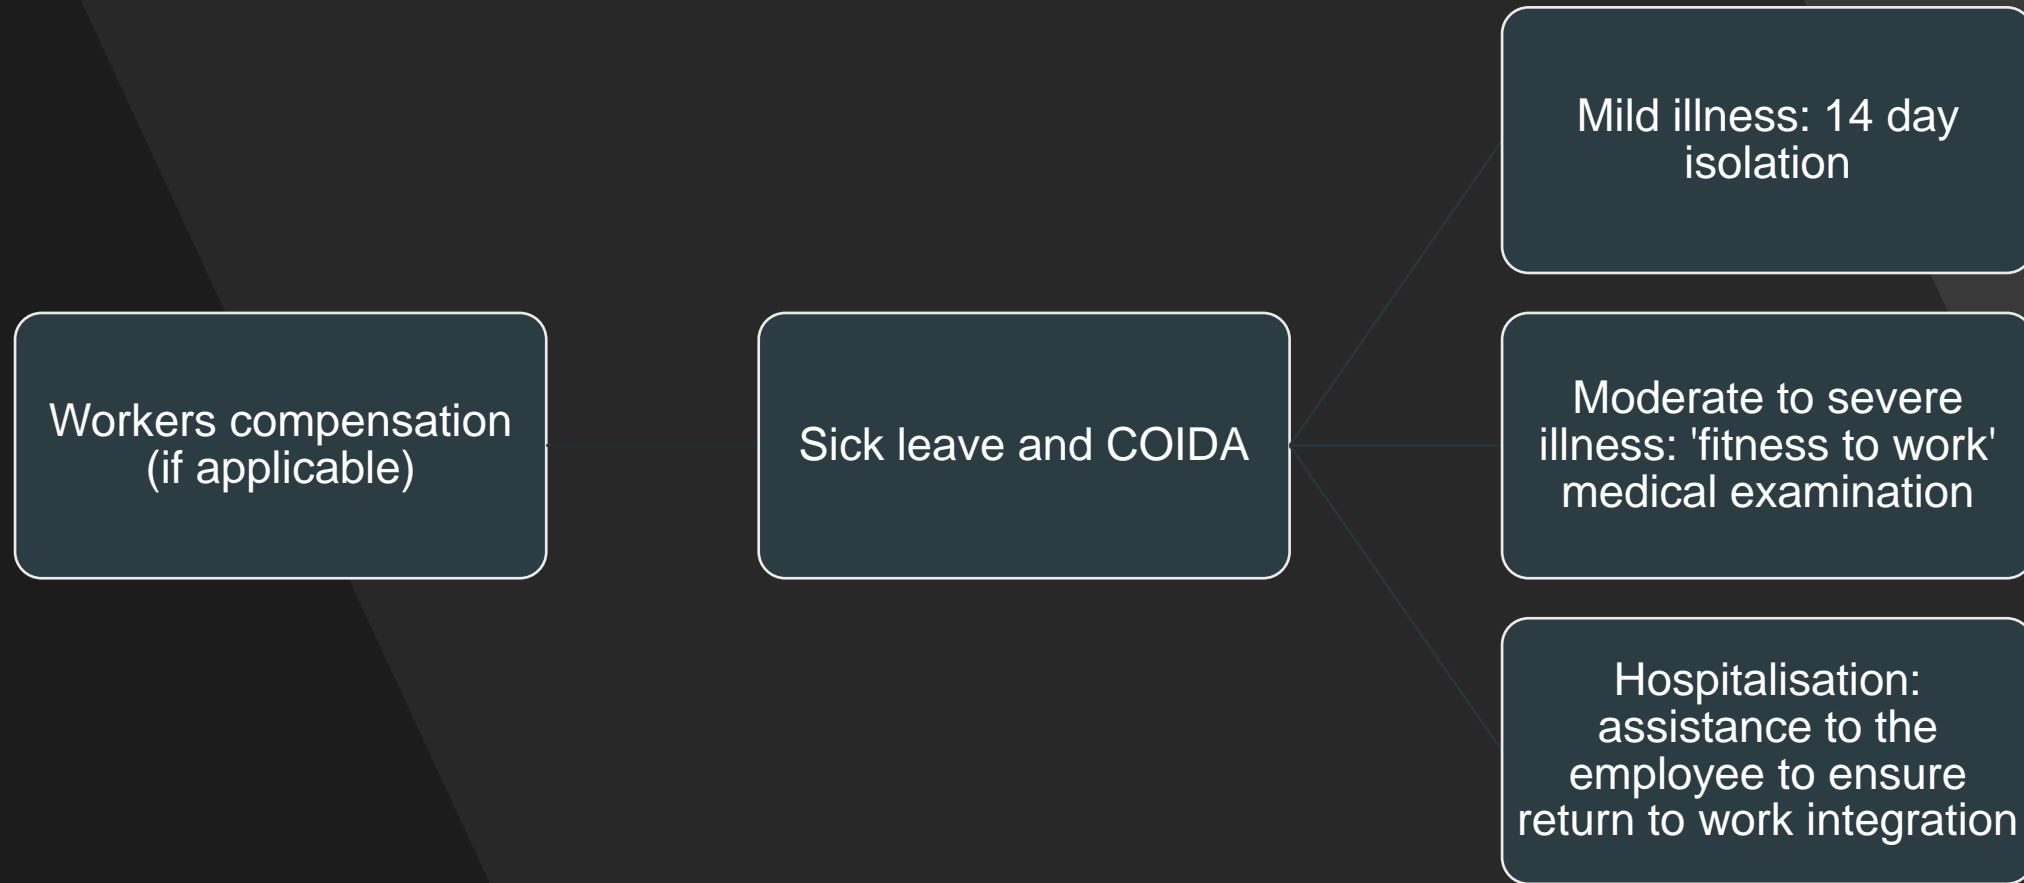 Workers compensation
(if applicable)
Sick leave and COIDA
Mild illness: 14 day
isolation
Moderate to severe
illness: 'fitness to work'
medical examination
Hospitalisation:
assistance to the
employee to ensure
return to work integration